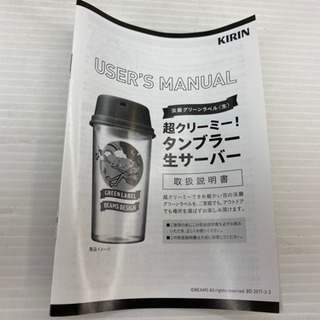 KIRIN
USER'S MANUAL
淡麗グリーンラベル〈生〉
超クリーミー!
タンブラー
生サーバー
取扱説明書
超クリーミーできめ細かい泡の淡麗
グリーンラベルを、ご家庭でも、アウトドア
でも場所を選ばずお楽しみ頂けます。
GREEN LABEL
BEAMS DESIGN
製品イメージ
©BEAMS All rights reserved.